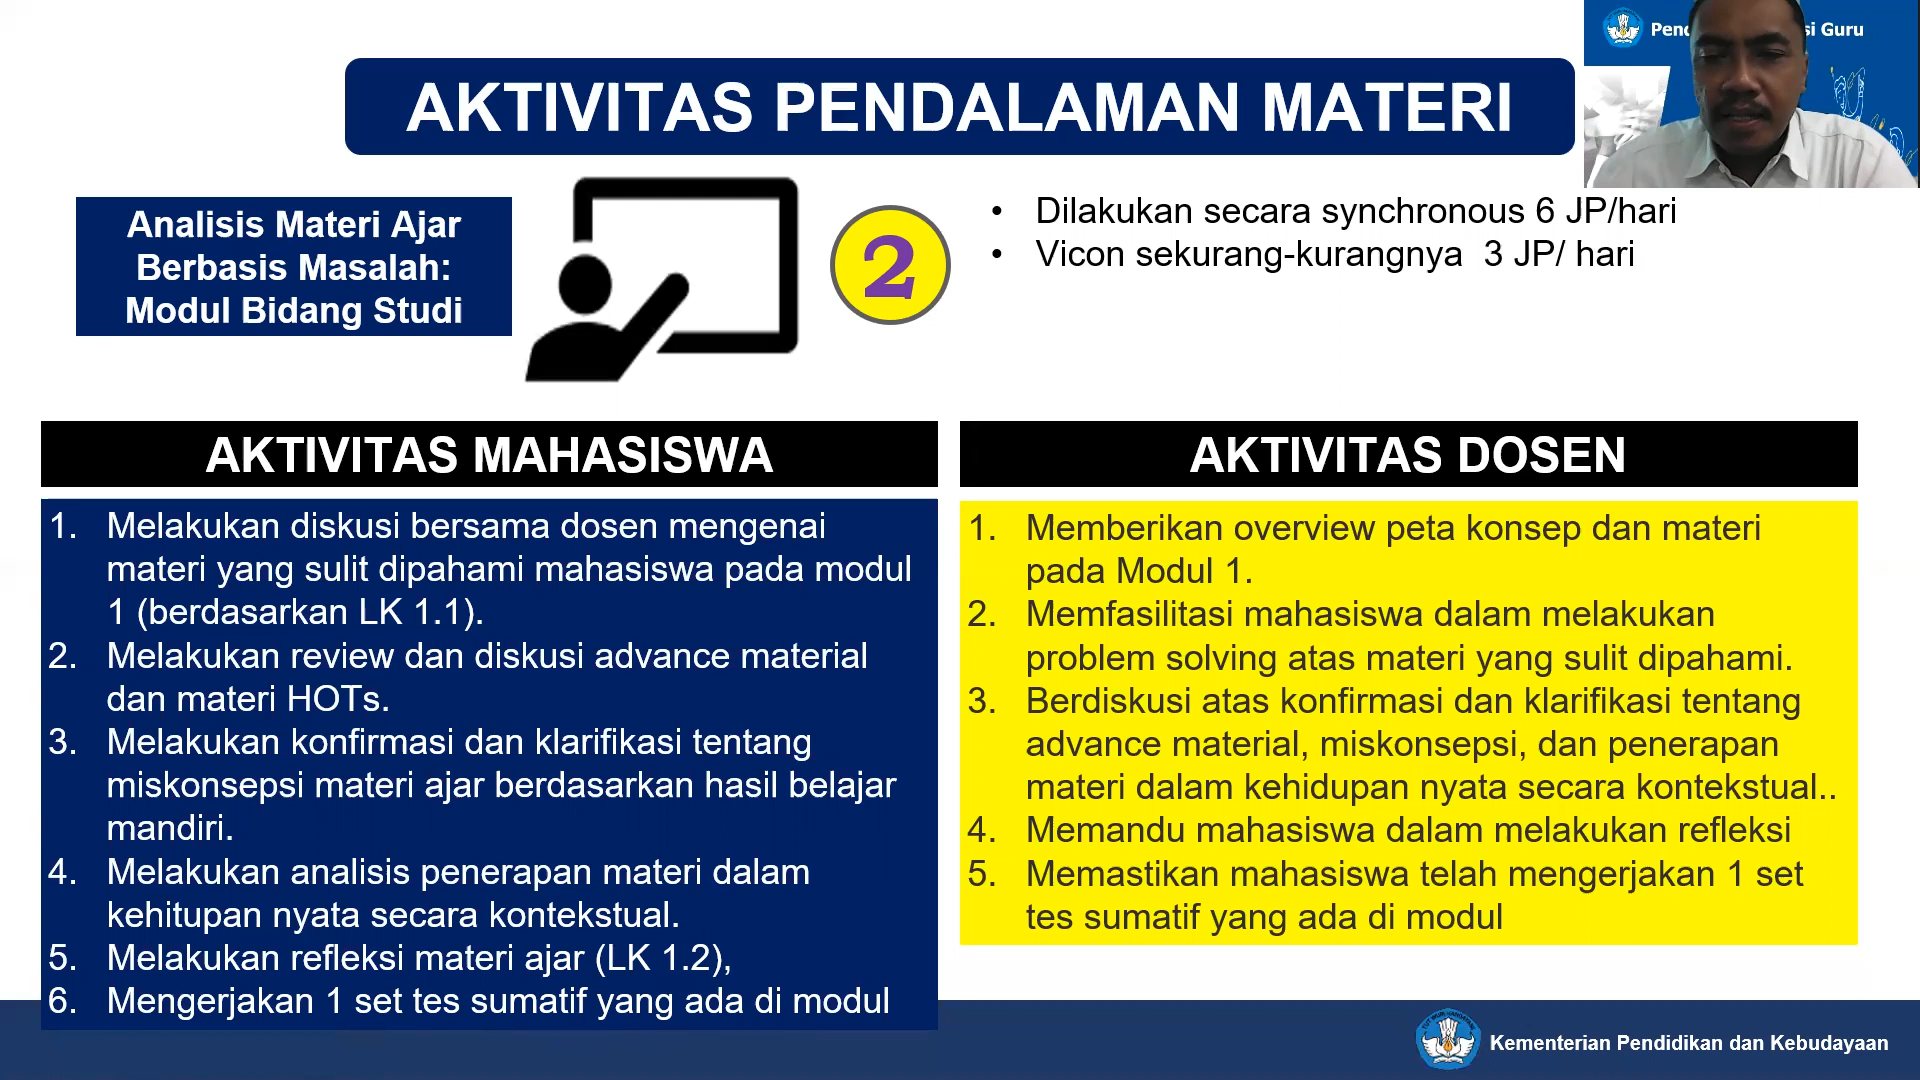 Pend
si Guru
AKTIVITAS PENDALAMAN MATERI
Analisis Materi Ajar
Berbasis Masalah:
Modul Bidang Studi
2
• Dilakukan secara synchronous 6 JP/hari
• Vicon sekurang-kurangnya 3 JP/ hari
AKTIVITAS MAHASISWA
1. Melakukan diskusi bersama dosen mengenai
materi yang sulit dipahami mahasiswa pada modul
1 (berdasarkan LK 1.1).
2. Melakukan review dan diskusi advance material
dan materi HOTs.
3. Melakukan konfirmasi dan klarifikasi tentang
miskonsepsi materi ajar berdasarkan hasil belajar
mandiri.
4. Melakukan analisis penerapan materi dalam
kehitupan nyata secara kontekstual.
5. Melakukan refleksi materi ajar (LK 1.2),
6. Mengerjakan 1 set tes sumatif yang ada di modul
AKTIVITAS DOSEN
1. Memberikan overview peta konsep dan materi
pada Modul 1.
2. Memfasilitasi mahasiswa dalam melakukan
problem solving atas materi yang sulit dipahami.
3. Berdiskusi atas konfirmasi dan klarifikasi tentang
advance material, miskonsepsi, dan penerapan
materi dalam kehidupan nyata secara kontekstual..
4. Memandu mahasiswa dalam melakukan refleksi
5. Memastikan mahasiswa telah mengerjakan 1 set
tes sumatif yang ada di modul
Kementerian Pendidikan dan Kebudayaan